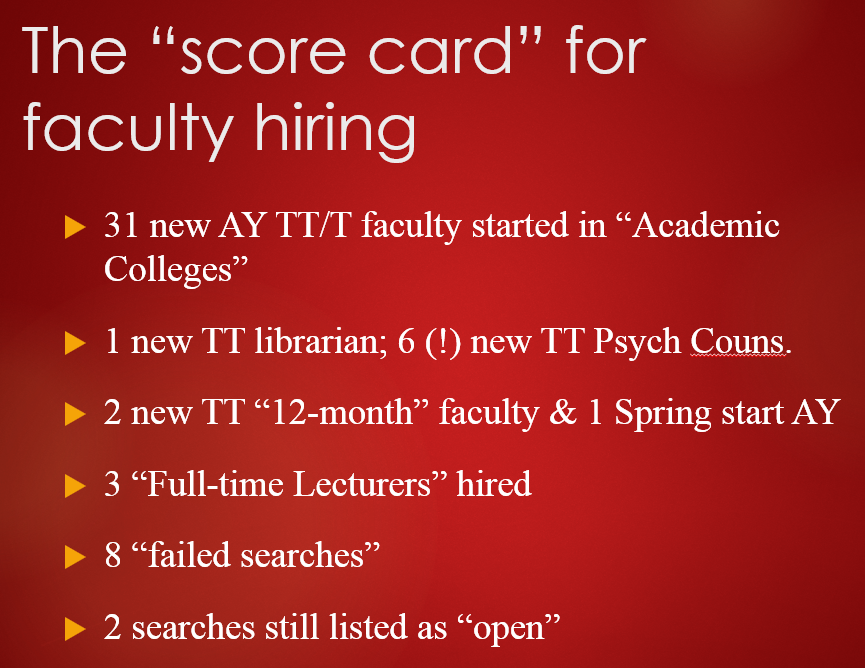 The “score card” for
faculty hiring
31 new AY TT/T faculty started in “Academic
Colleges”
1 new TT librarian; 6 (!) new TT Psych Couns.
2 new TT “12-month” faculty & 1 Spring start AY
3 “Full-time Lecturers” hired
8 “failed searches”
2 searches still listed as “open”